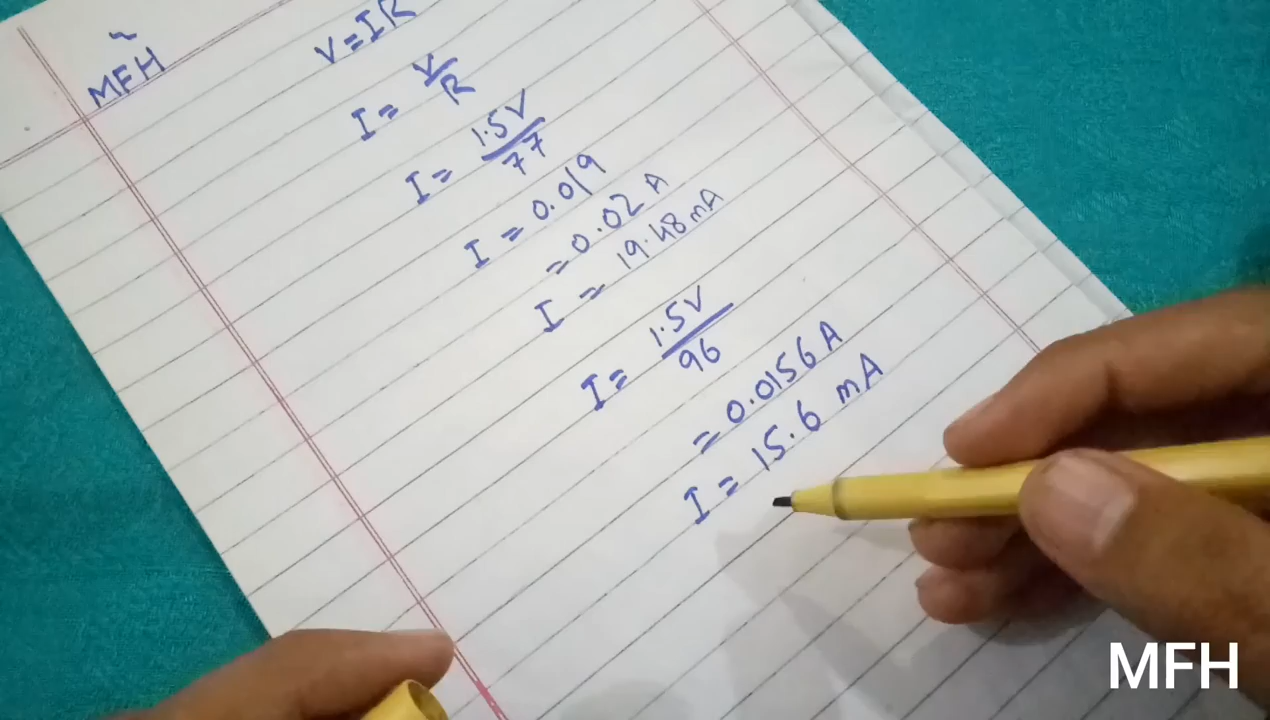 MFH
V=IR
I= V/R
I= 1.5V/77
I = 0.019
= 0.02 A
I = 19.48 mA
I= 1.5V/96
= 0.0156 A
I = 15.6 mA
MFH